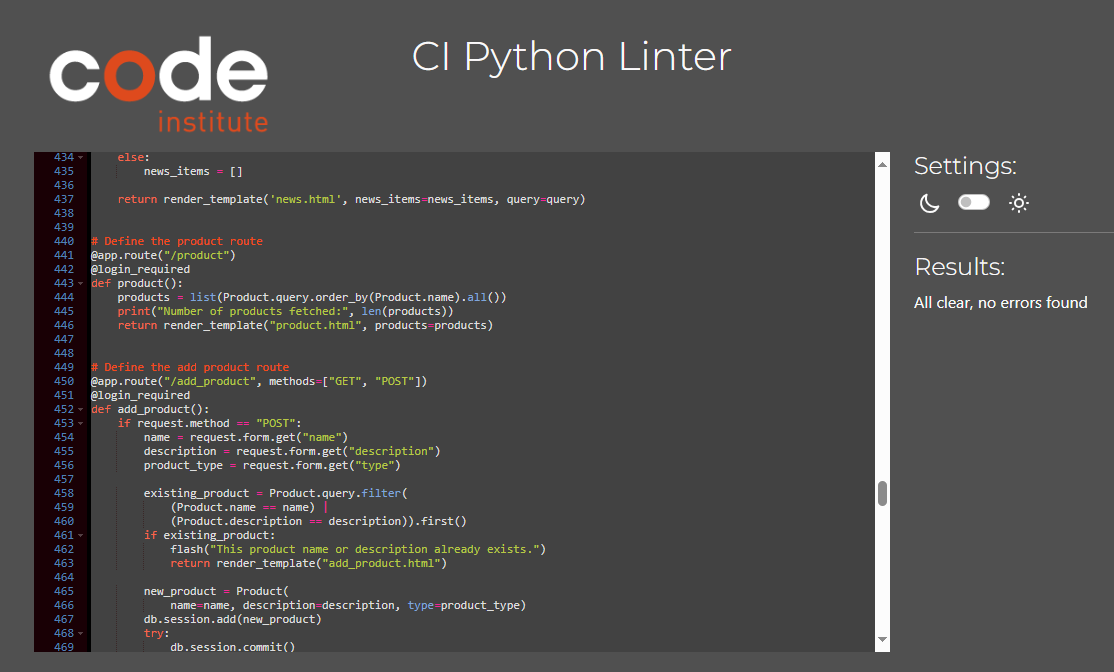 code
institute
CI Python Linter
434 else:
435 news_items = []
436
437 return render_template('news.html', news_items=news_items, query=query)
438
439
440 # Define the product route
441 @app.route("/product")
442 @login_required
443 def product():
444 products = list(Product.query.order_by(Product.name).all())
445 print("Number of products fetched:", len(products))
446 return render_template("product.html", products=products)
447
448
449 # Define the add product route
450 @app.route("/add_product", methods=["GET", "POST"])
451 @login_required
452 def add_product():
453 if request.method == "POST":
454 name = request.form.get("name")
455 description = request.form.get("description")
456 product_type = request.form.get("type")
457
458 existing_product = Product.query.filter(
459 (Product.name == name) |
460 (Product.description == description)).first()
461 if existing_product:
462 flash("This product name or description already exists.")
463 return render_template("add_product.html")
464
465 new_product = Product(
466 name=name, description=description, type=product_type)
467 db.session.add(new_product)
468 try:
469 db.session.commit()
Settings:
Results:
All clear, no errors found